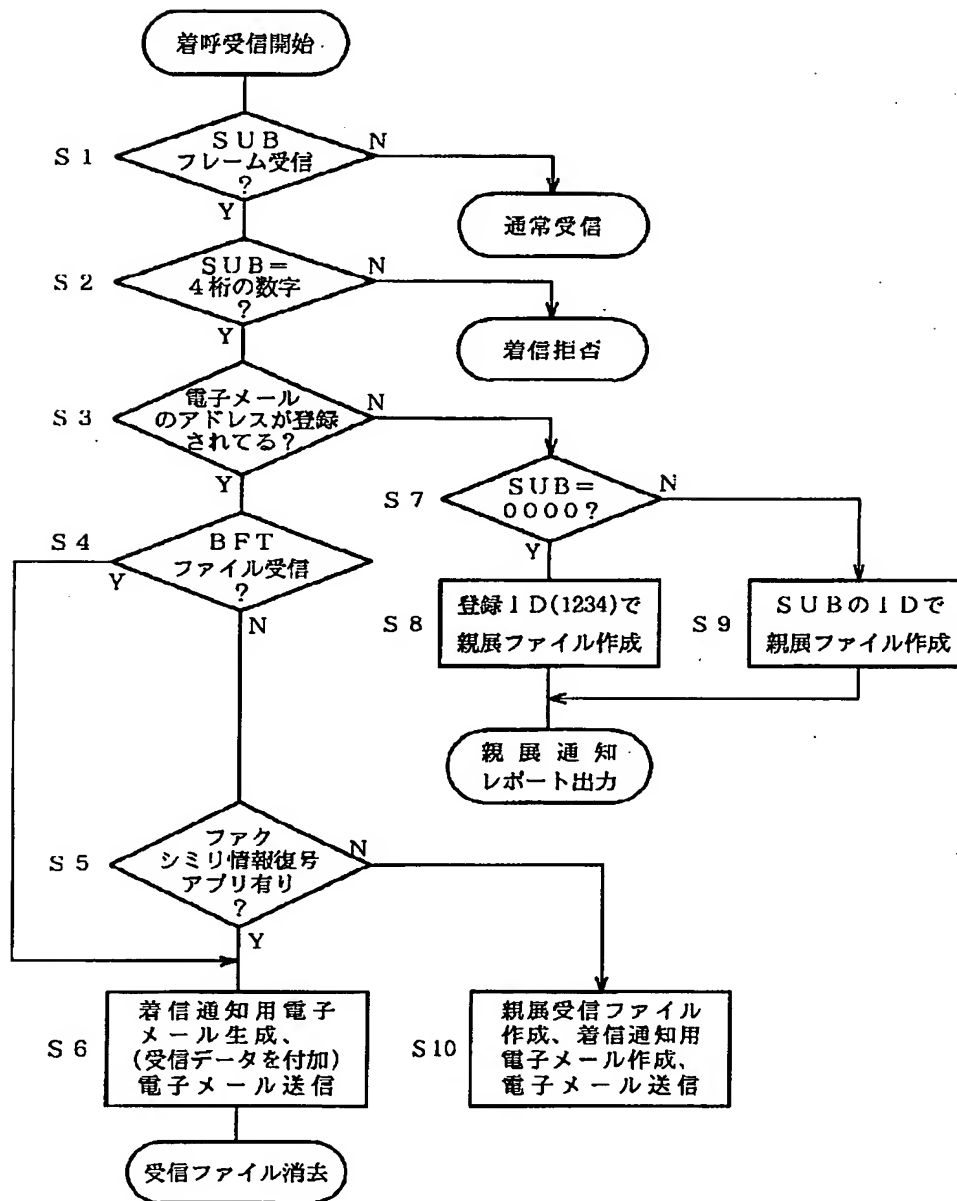 着呼受信開始
S1
SUB
フレーム受信
?
N
Y
通常受信
S2
SUB=
4桁の数字
?
N
Y
着信拒否
S3
電子メール
のアドレスが登録
されてる?
N
Y
S4
BFT
ファイル受信
?
Y
N
S7
SUB=
0000?
N
Y
S8
登録ID(1234)で
親展ファイル作成
S9
SUBのIDで
親展ファイル作成
親展通知
レポート出力
S5
ファク
シミリ情報復号
アプリ有り
?
N
Y
S6
着信通知用電子
メール生成、
(受信データを付加)
電子メール送信
S10
親展受信ファイル
作成、着信通知用
電子メール作成、
電子メール送信
受信ファイル消去